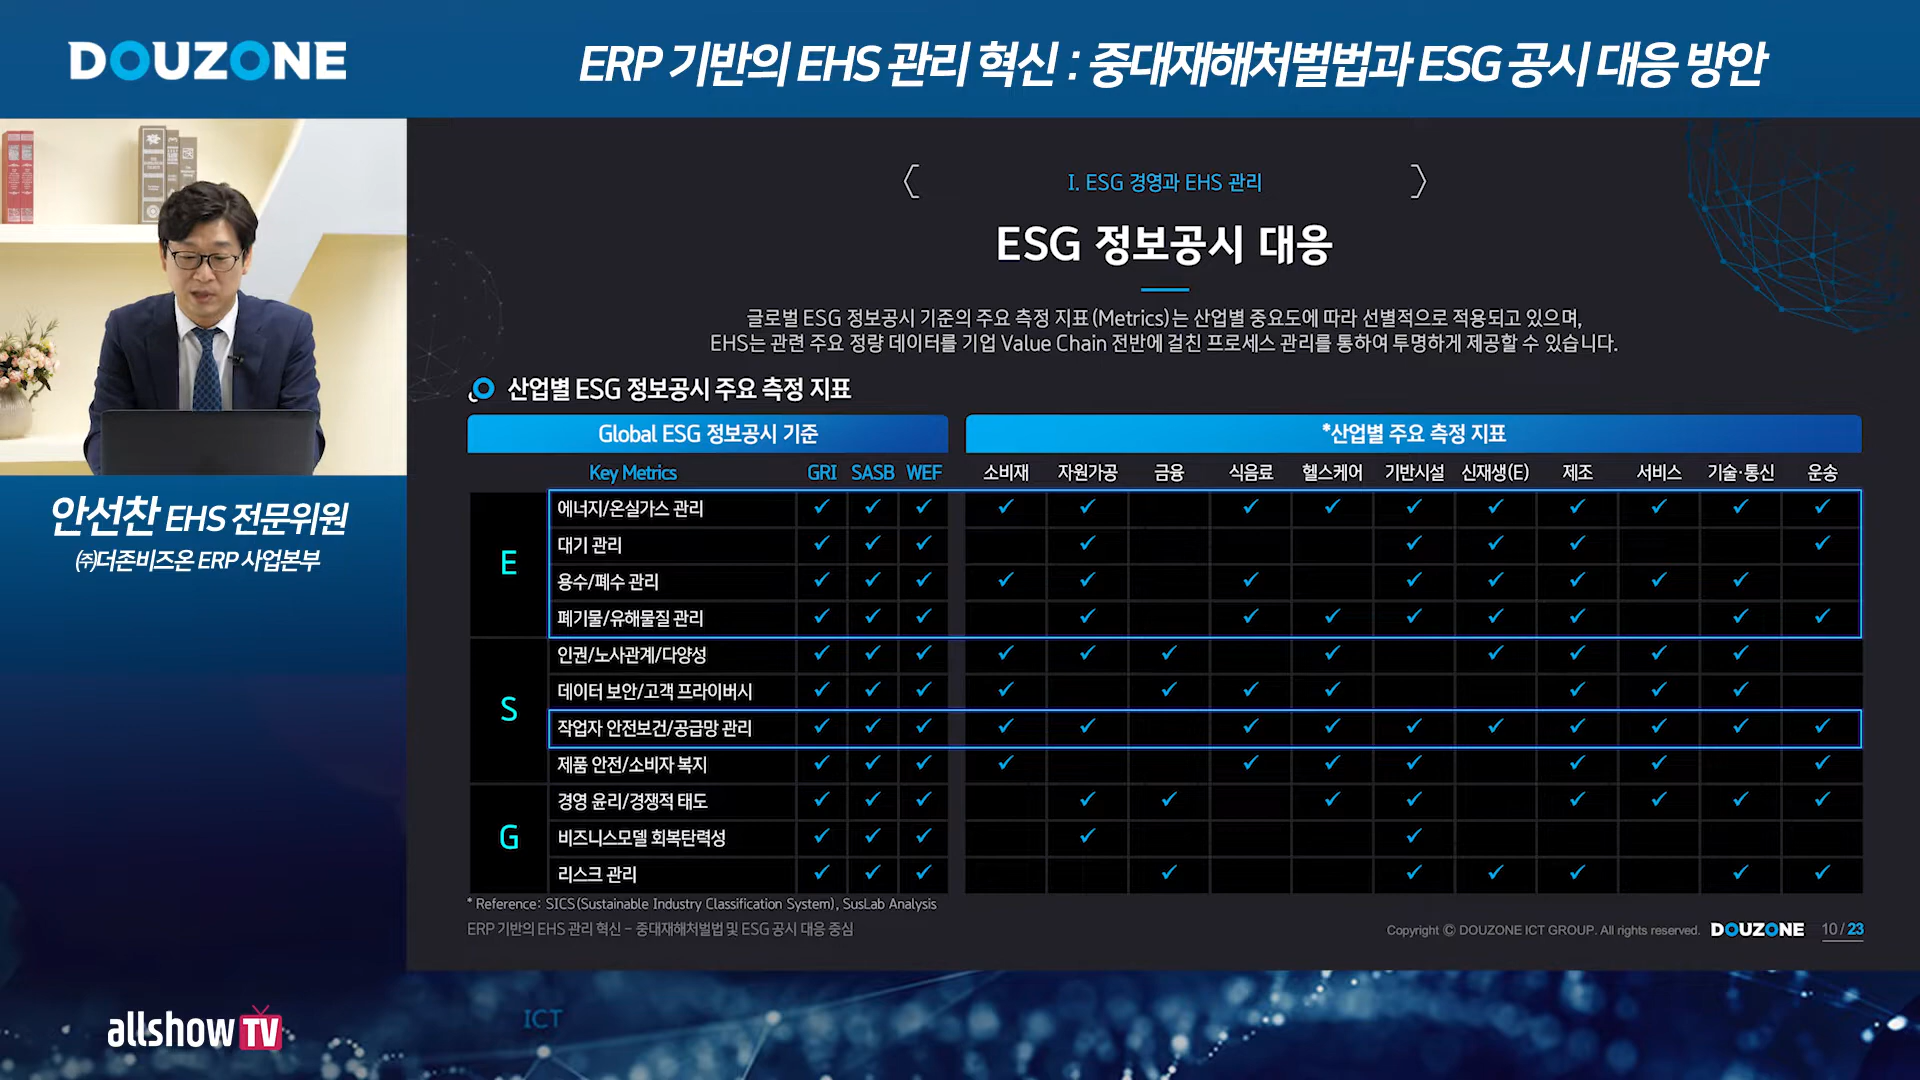 DOUZONE
ERP 기반의 EHS 관리 혁신 : 중대재해처벌법과 ESG 공시 대응 방안
안선찬 EHS 전문위원
㈜더존비즈온 ERP 사업본부
〈 I. ESG 경영과 EHS 관리 〉
ESG 정보공시 대응
글로벌 ESG 정보공시 기준의 주요 측정 지표(Metrics)는 산업별 중요도에 따라 선별적으로 적용되고 있으며,
EHS는 관련 주요 정량 데이터를 기업 Value Chain 전반에 걸친 프로세스 관리를 통하여 투명하게 제공할 수 있습니다.
산업별 ESG 정보공시 주요 측정 지표
Global ESG 정보공시 기준 *산업별 주요 측정 지표
Key Metrics GRI SASB WEF 소비재 자원가공 금융 식음료 헬스케어 기반시설 신재생(E) 제조 서비스 기술·통신 운송
E
에너지/온실가스 관리 ✓ ✓ ✓ ✓ ✓ ✓ ✓ ✓ ✓ ✓ ✓ ✓ ✓
대기 관리 ✓ ✓ ✓ ✓ ✓ ✓ ✓ ✓
용수/폐수 관리 ✓ ✓ ✓ ✓ ✓ ✓ ✓ ✓ ✓ ✓ ✓
폐기물/유해물질 관리 ✓ ✓ ✓ ✓ ✓ ✓ ✓ ✓ ✓ ✓ ✓
S
인권/노사관계/다양성 ✓ ✓ ✓ ✓ ✓ ✓ ✓ ✓ ✓ ✓ ✓
데이터 보안/고객 프라이버시 ✓ ✓ ✓ ✓ ✓ ✓ ✓ ✓ ✓ ✓
작업자 안전보건/공급망 관리 ✓ ✓ ✓ ✓ ✓ ✓ ✓ ✓ ✓ ✓ ✓ ✓ ✓
제품 안전/소비자 복지 ✓ ✓ ✓ ✓ ✓ ✓ ✓ ✓ ✓ ✓
G
경영 윤리/경쟁적 태도 ✓ ✓ ✓ ✓ ✓ ✓ ✓ ✓ ✓ ✓ ✓
비즈니스모델 회복탄력성 ✓ ✓ ✓ ✓ ✓
리스크 관리 ✓ ✓ ✓ ✓ ✓ ✓ ✓ ✓ ✓
* Reference: SICS(Sustainable Industry Classification System), SusLab Analysis
ERP 기반의 EHS 관리 혁신 – 중대재해처벌법 및 ESG 공시 대응 중심
Copyright © DOUZONE ICT GROUP. All rights reserved. DOUZONE 10 / 23
allshow TV
ICT